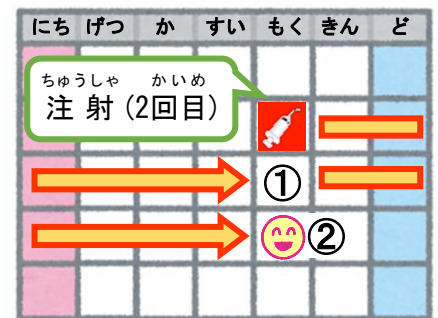 にち げつ か すい もく きん ど
ちゅうしゃ かいめ
注射(2回目)
①
②